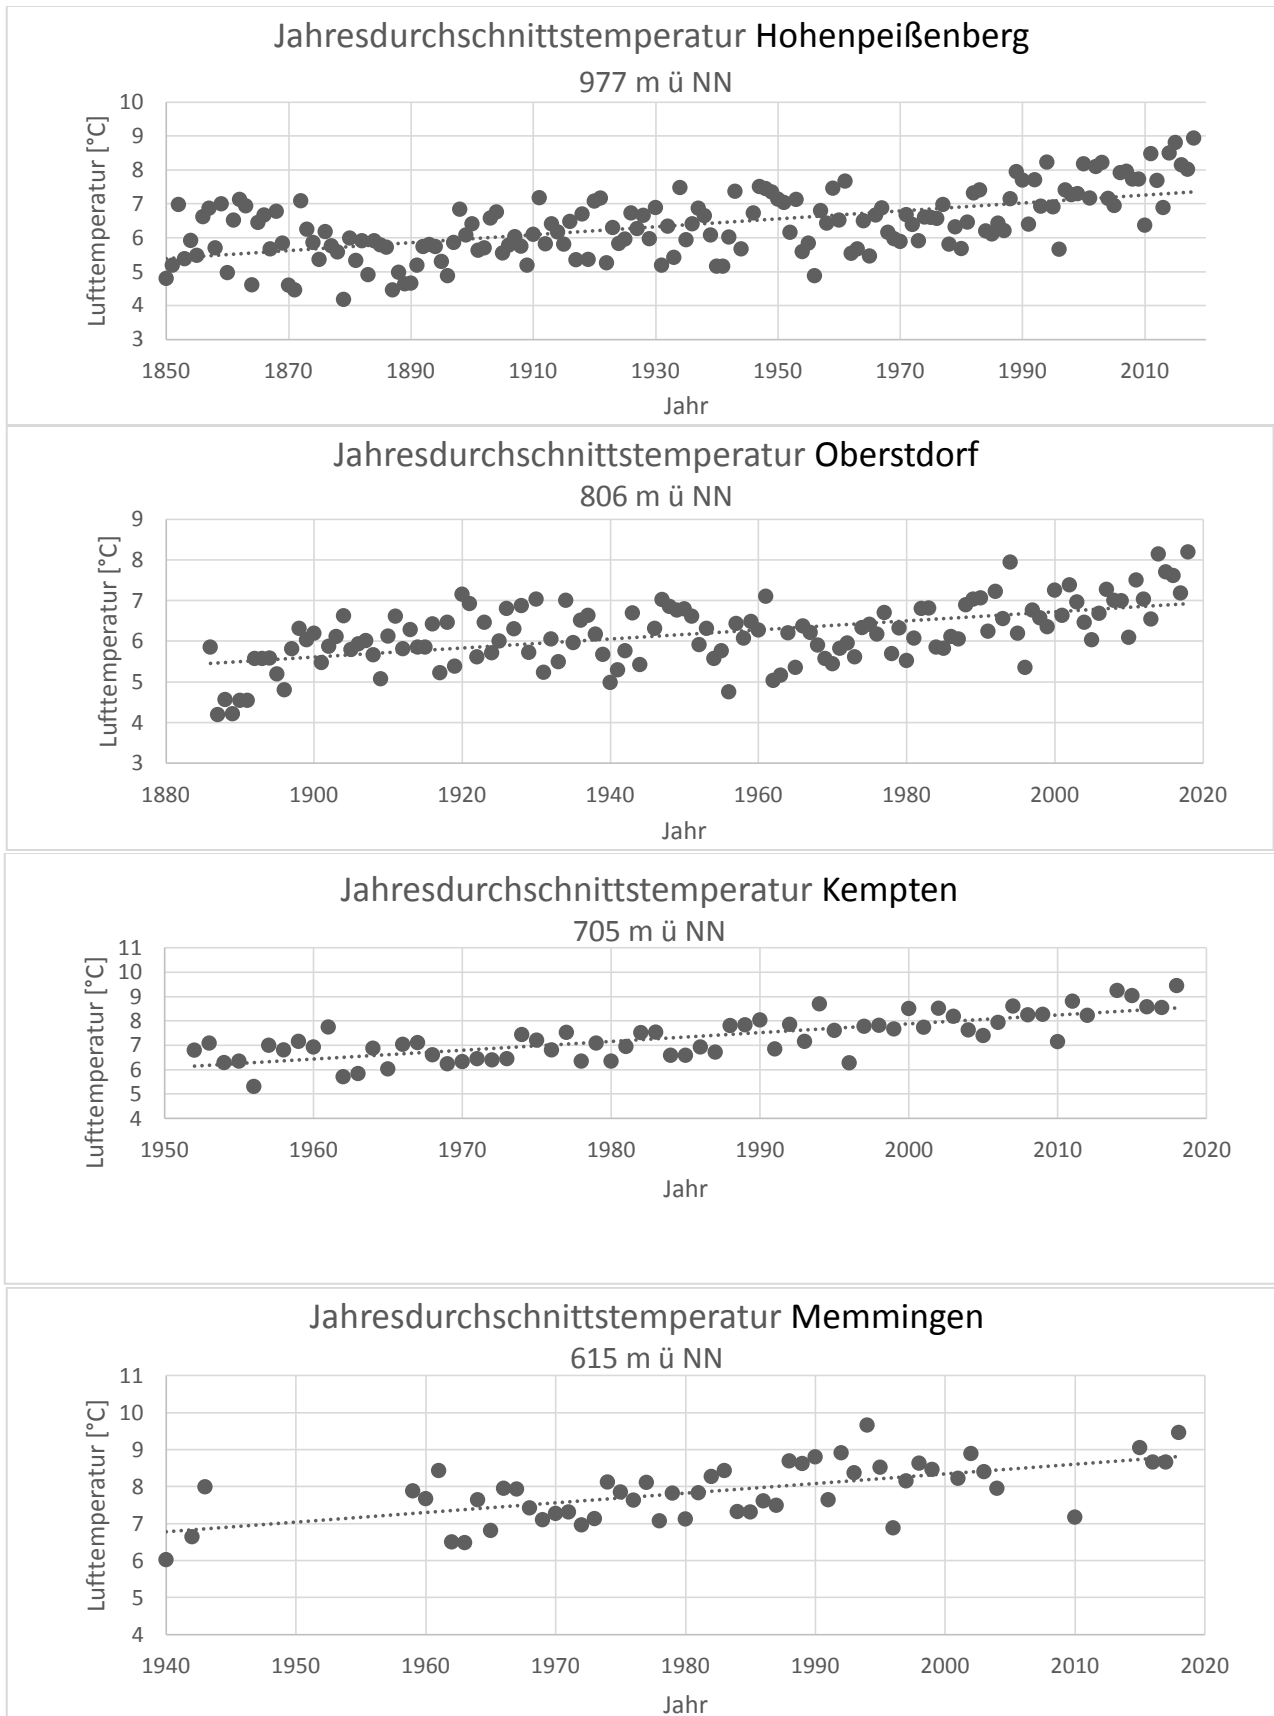 Jahresdurchschnittstemperatur Hohenpeißenberg
977 m ü NN
10
9
8
7
6
5
4
3
Lufttemperatur [°C]
1850 1870 1890 1910 1930 1950 1970 1990 2010
Jahr
Jahresdurchschnittstemperatur Oberstdorf
806 m ü NN
9
8
7
6
5
4
3
Lufttemperatur [°C]
1880 1900 1920 1940 1960 1980 2000 2020
Jahr
Jahresdurchschnittstemperatur Kempten
705 m ü NN
11
10
9
8
7
6
5
4
Lufttemperatur [°C]
1950 1960 1970 1980 1990 2000 2010 2020
Jahr
Jahresdurchschnittstemperatur Memmingen
615 m ü NN
11
10
9
8
7
6
5
4
Lufttemperatur [°C]
1940 1950 1960 1970 1980 1990 2000 2010 2020
Jahr